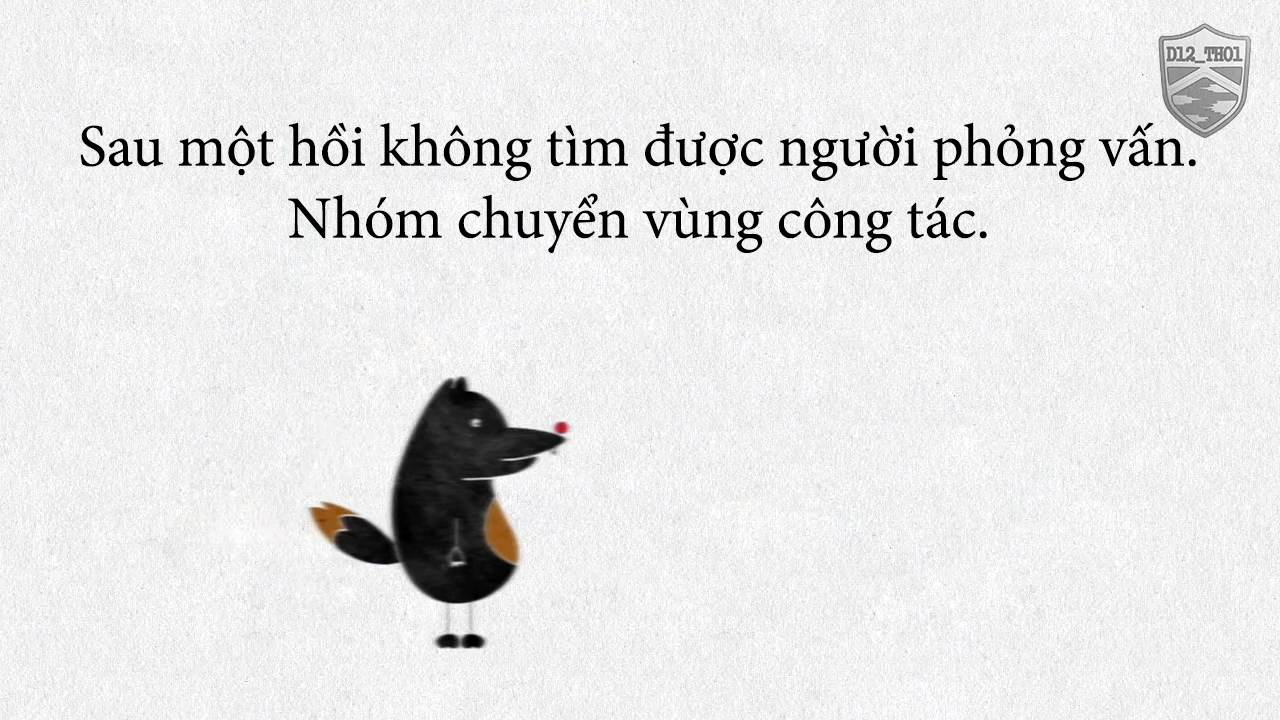 D12_TH01
Sau một hồi không tìm được người phỏng vấn.
Nhóm chuyển vùng công tác.